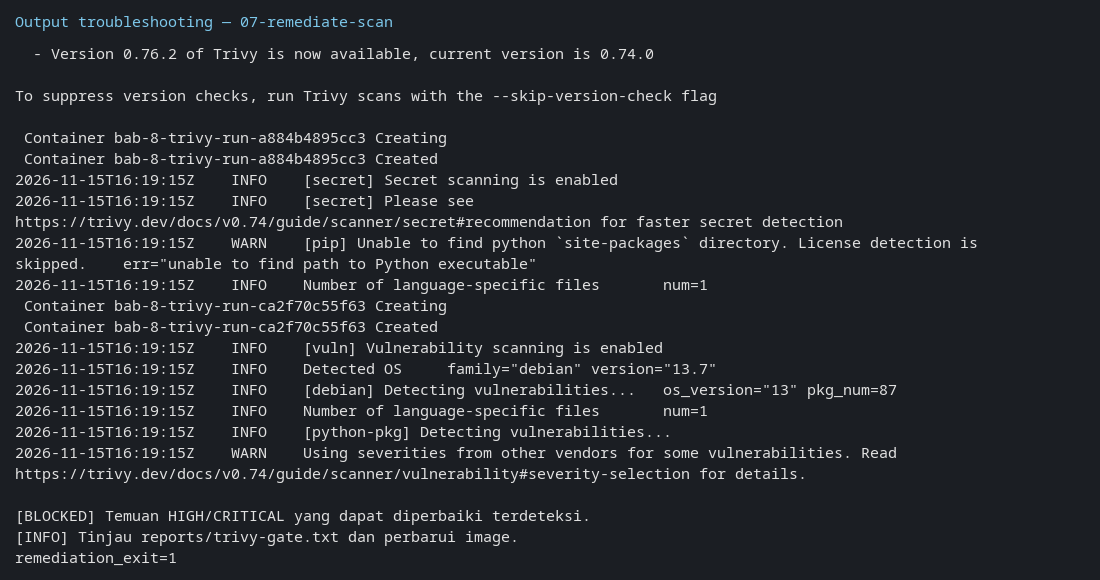 Output troubleshooting — 07-remediate-scan
- Version 0.76.2 of Trivy is now available, current version is 0.74.0
To suppress version checks, run Trivy scans with the --skip-version-check flag
Container bab-8-trivy-run-a884b4895cc3 Creating
Container bab-8-trivy-run-a884b4895cc3 Created
2026-11-15T16:19:15Z    INFO    [secret] Secret scanning is enabled
2026-11-15T16:19:15Z    INFO    [secret] Please see
https://trivy.dev/docs/v0.74/guide/scanner/secret#recommendation for faster secret detection
2026-11-15T16:19:15Z    WARN    [pip] Unable to find python `site-packages` directory. License detection is
skipped.    err="unable to find path to Python executable"
2026-11-15T16:19:15Z    INFO    Number of language-specific files       num=1
Container bab-8-trivy-run-ca2f70c55f63 Creating
Container bab-8-trivy-run-ca2f70c55f63 Created
2026-11-15T16:19:15Z    INFO    [vuln] Vulnerability scanning is enabled
2026-11-15T16:19:15Z    INFO    Detected OS     family="debian" version="13.7"
2026-11-15T16:19:15Z    INFO    [debian] Detecting vulnerabilities...   os_version="13" pkg_num=87
2026-11-15T16:19:15Z    INFO    Number of language-specific files       num=1
2026-11-15T16:19:15Z    INFO    [python-pkg] Detecting vulnerabilities...
2026-11-15T16:19:15Z    WARN    Using severities from other vendors for some vulnerabilities. Read
https://trivy.dev/docs/v0.74/guide/scanner/vulnerability#severity-selection for details.
[BLOCKED] Temuan HIGH/CRITICAL yang dapat diperbaiki terdeteksi.
[INFO] Tinjau reports/trivy-gate.txt dan perbarui image.
remediation_exit=1